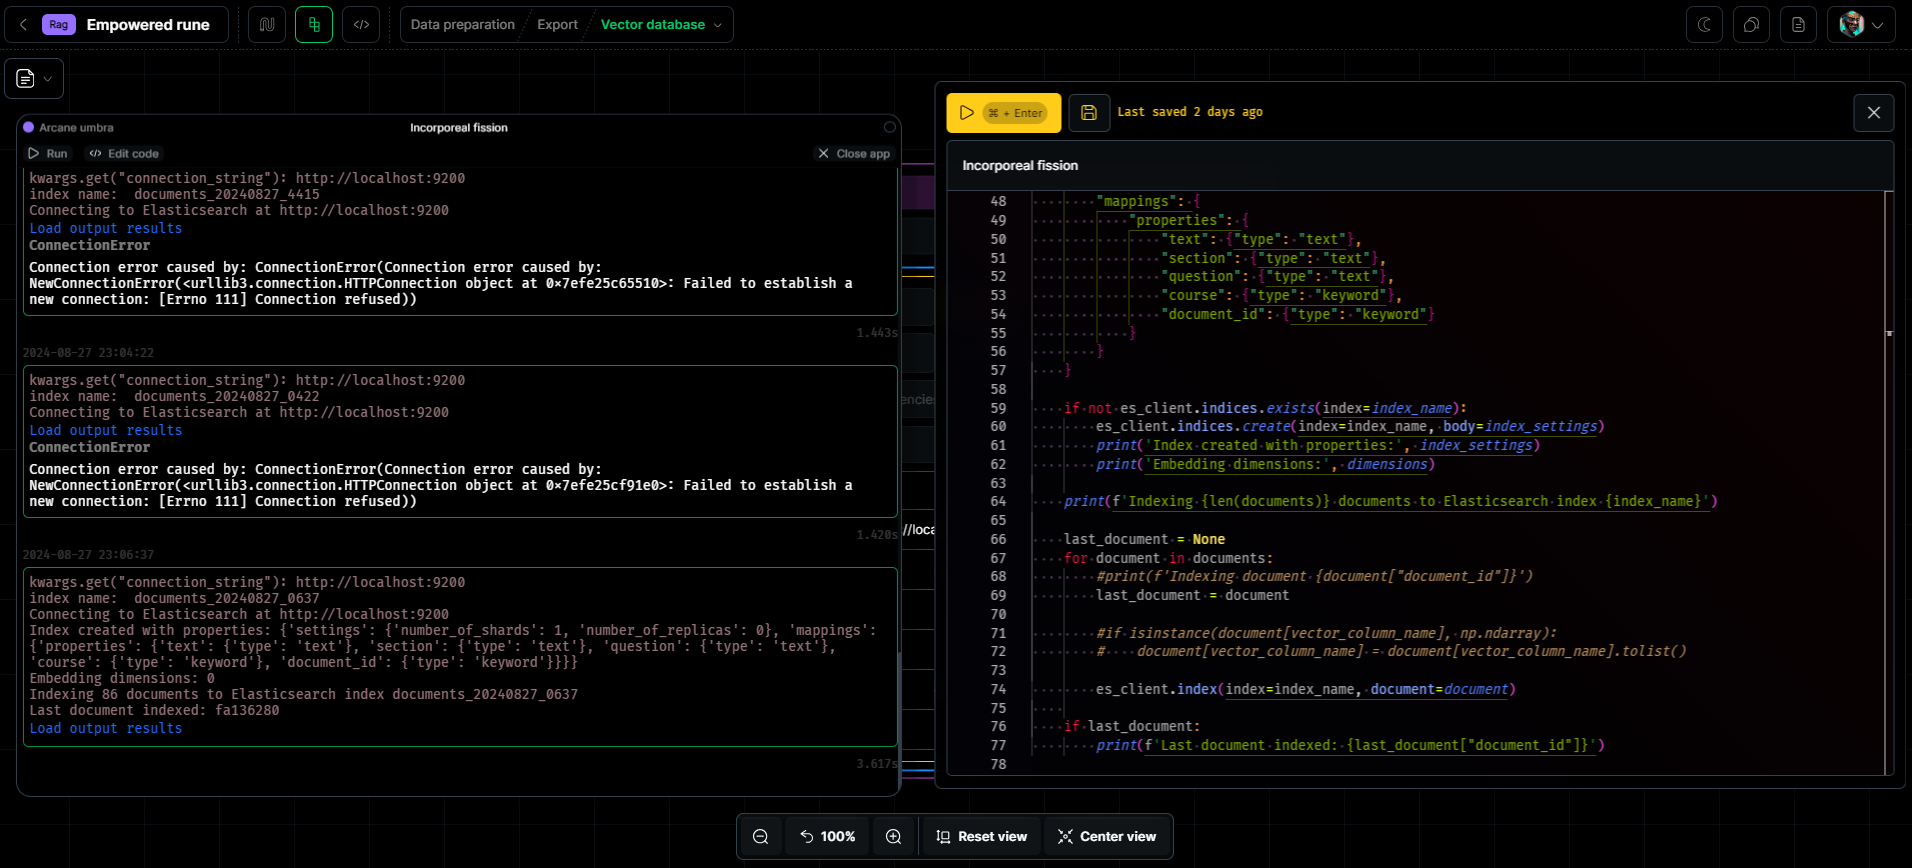 Rag Empowered rune
Data preparation Export Vector database
Arcane umbra Incorporeal fission
Run Edit code Close app
kwargs.get("connection_string"): http://localhost:9200
index name:  documents_20240827_4415
Connecting to Elasticsearch at http://localhost:9200
Load output results
ConnectionError
Connection error caused by: ConnectionError(Connection error caused by:
NewConnectionError(<urllib3.connection.HTTPConnection object at 0×7efe25c65510>: Failed to establish a
new connection: [Errno 111] Connection refused))
1.443s
2024-08-27 23:04:22
kwargs.get("connection_string"): http://localhost:9200
index name:  documents_20240827_0422
Connecting to Elasticsearch at http://localhost:9200
Load output results
ConnectionError
Connection error caused by: ConnectionError(Connection error caused by:
NewConnectionError(<urllib3.connection.HTTPConnection object at 0×7efe25cf91e0>: Failed to establish a
new connection: [Errno 111] Connection refused))
1.420s
2024-08-27 23:06:37
kwargs.get("connection_string"): http://localhost:9200
index name:  documents_20240827_0637
Connecting to Elasticsearch at http://localhost:9200
Index created with properties: {'settings': {'number_of_shards': 1, 'number_of_replicas': 0}, 'mappings':
{'properties': {'text': {'type': 'text'}, 'section': {'type': 'text'}, 'question': {'type': 'text'},
'course': {'type': 'keyword'}, 'document_id': {'type': 'keyword'}}}}
Embedding dimensions: 0
Indexing 86 documents to Elasticsearch index documents_20240827_0637
Last document indexed: fa136280
Load output results
3.617s
encies
//loca
⌘ + Enter Last saved 2 days ago
Incorporeal fission
48 "mappings": {
49 "properties": {
50 "text": {"type": "text"},
51 "section": {"type": "text"},
52 "question": {"type": "text"},
53 "course": {"type": "keyword"},
54 "document_id": {"type": "keyword"}
55 }
56 }
57 }
58
59 if not es_client.indices.exists(index=index_name):
60 es_client.indices.create(index=index_name, body=index_settings)
61 print('Index created with properties:', index_settings)
62 print('Embedding dimensions:', dimensions)
63
64 print(f'Indexing {len(documents)} documents to Elasticsearch index {index_name}')
65
66 last_document = None
67 for document in documents:
68 #print(f'Indexing document {document["document_id"]}')
69 last_document = document
70
71 #if isinstance(document[vector_column_name], np.ndarray):
72 #    document[vector_column_name] = document[vector_column_name].tolist()
73
74 es_client.index(index=index_name, document=document)
75
76 if last_document:
77 print(f'Last document indexed: {last_document["document_id"]}')
78
100% Reset view Center view